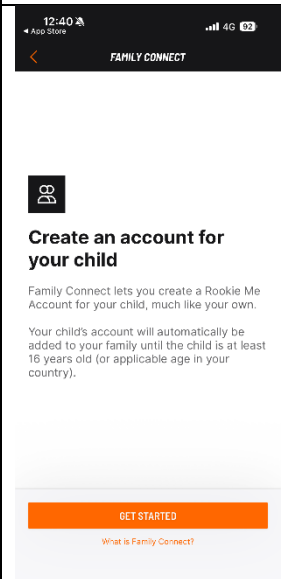 12:40
4G 92
◀ App Store
FAMILY CONNECT
Create an account for
your child
Family Connect lets you create a Rookie Me
Account for your child, much like your own.
Your child's account will automatically be
added to your family until the child is at least
16 years old (or applicable age in your
country).
GET STARTED
What is Family Connect?